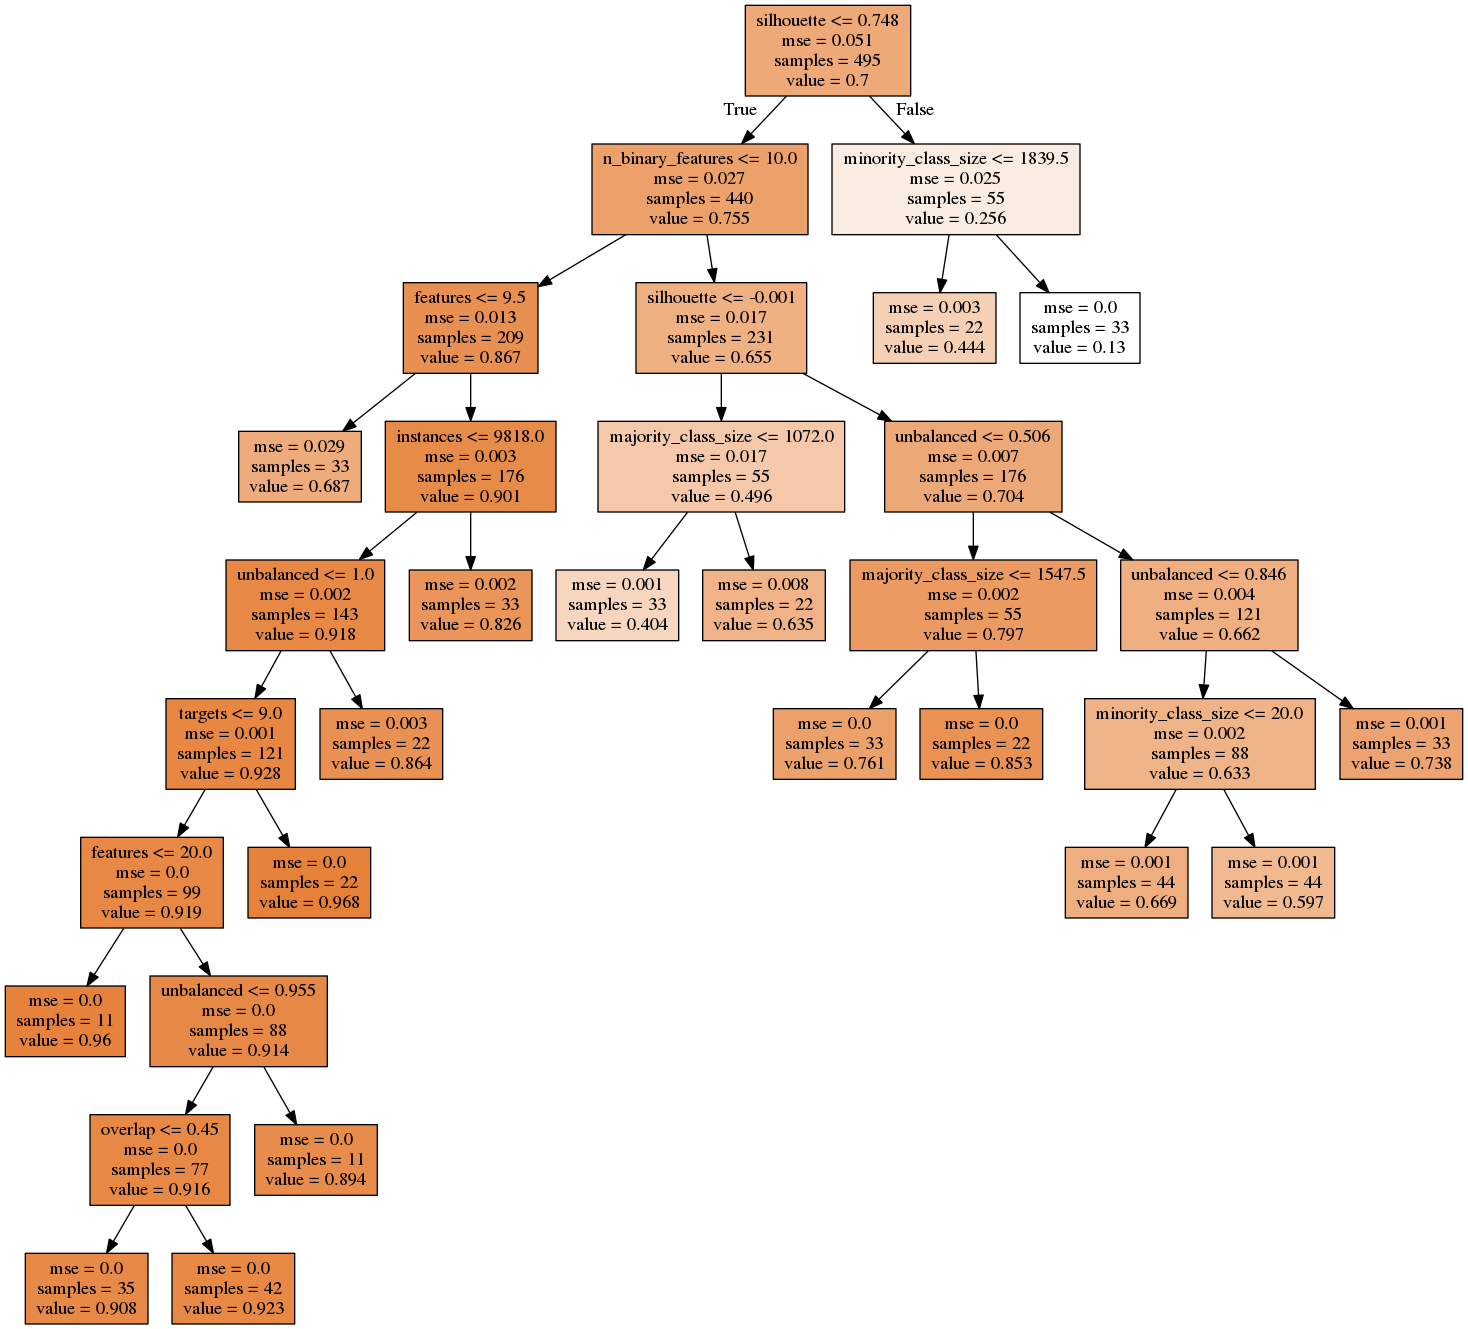 silhouette <= 0.748
mse = 0.051
samples = 495
value = 0.7
True
False
n_binary_features <= 10.0
mse = 0.027
samples = 440
value = 0.755
minority_class_size <= 1839.5
mse = 0.025
samples = 55
value = 0.256
features <= 9.5
mse = 0.013
samples = 209
value = 0.867
silhouette <= -0.001
mse = 0.017
samples = 231
value = 0.655
mse = 0.003
samples = 22
value = 0.444
mse = 0.0
samples = 33
value = 0.13
mse = 0.029
samples = 33
value = 0.687
instances <= 9818.0
mse = 0.003
samples = 176
value = 0.901
majority_class_size <= 1072.0
mse = 0.017
samples = 55
value = 0.496
unbalanced <= 0.506
mse = 0.007
samples = 176
value = 0.704
unbalanced <= 1.0
mse = 0.002
samples = 143
value = 0.918
mse = 0.002
samples = 33
value = 0.826
mse = 0.001
samples = 33
value = 0.404
mse = 0.008
samples = 22
value = 0.635
majority_class_size <= 1547.5
mse = 0.002
samples = 55
value = 0.797
unbalanced <= 0.846
mse = 0.004
samples = 121
value = 0.662
targets <= 9.0
mse = 0.001
samples = 121
value = 0.928
mse = 0.003
samples = 22
value = 0.864
mse = 0.0
samples = 33
value = 0.761
mse = 0.0
samples = 22
value = 0.853
minority_class_size <= 20.0
mse = 0.002
samples = 88
value = 0.633
mse = 0.001
samples = 33
value = 0.738
features <= 20.0
mse = 0.0
samples = 99
value = 0.919
mse = 0.0
samples = 22
value = 0.968
mse = 0.001
samples = 44
value = 0.669
mse = 0.001
samples = 44
value = 0.597
mse = 0.0
samples = 11
value = 0.96
unbalanced <= 0.955
mse = 0.0
samples = 88
value = 0.914
overlap <= 0.45
mse = 0.0
samples = 77
value = 0.916
mse = 0.0
samples = 11
value = 0.894
mse = 0.0
samples = 35
value = 0.908
mse = 0.0
samples = 42
value = 0.923